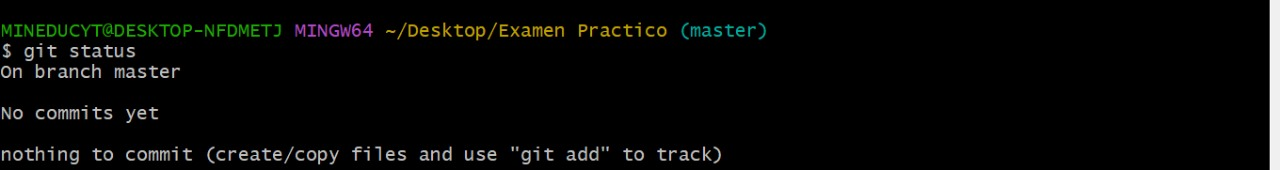 MINEDUCYT@DESKTOP-NFDMETJ MINGW64 ~/Desktop/Examen Practico (master)
$ git status
On branch master
No commits yet
nothing to commit (create/copy files and use "git add" to track)